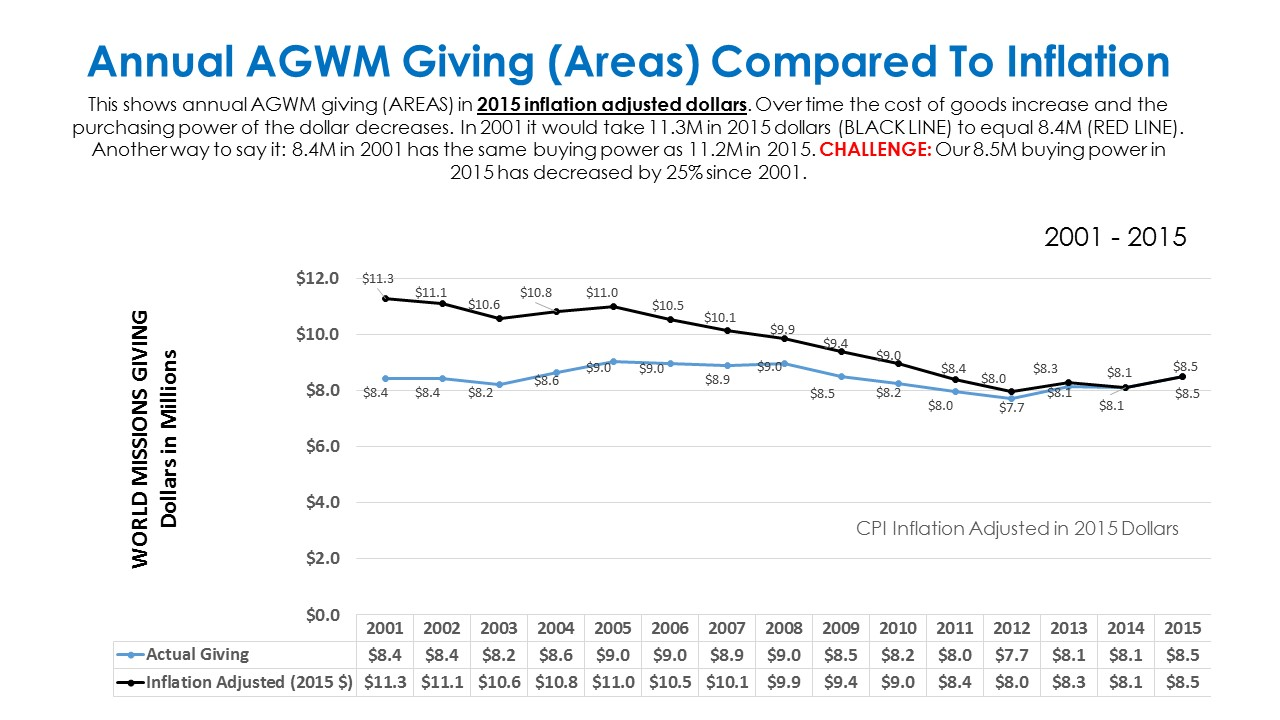 Annual AGWM Giving (Areas) Compared To Inflation
This shows annual AGWM giving (AREAS) in 2015 inflation adjusted dollars. Over time the cost of goods increase and the
purchasing power of the dollar decreases. In 2001 it would take 11.3M in 2015 dollars (BLACK LINE) to equal 8.4M (RED LINE).
Another way to say it: 8.4M in 2001 has the same buying power as 11.2M in 2015. CHALLENGE: Our 8.5M buying power in
2015 has decreased by 25% since 2001.
2001 - 2015
WORLD MISSIONS GIVING
Dollars in Millions
$12.0
$10.0
$8.0
$6.0
$4.0
$2.0
$0.0
$11.3 $11.1 $10.6 $10.8 $11.0 $10.5 $10.1 $9.9 $9.4 $9.0 $8.4 $8.0 $8.3 $8.1 $8.5
$8.4 $8.4 $8.2 $8.6 $9.0 $9.0 $8.9 $9.0 $8.5 $8.2 $8.0 $7.7 $8.1 $8.1 $8.5
CPI Inflation Adjusted in 2015 Dollars
2001 2002 2003 2004 2005 2006 2007 2008 2009 2010 2011 2012 2013 2014 2015
Actual Giving $8.4 $8.4 $8.2 $8.6 $9.0 $9.0 $8.9 $9.0 $8.5 $8.2 $8.0 $7.7 $8.1 $8.1 $8.5
Inflation Adjusted (2015 $) $11.3 $11.1 $10.6 $10.8 $11.0 $10.5 $10.1 $9.9 $9.4 $9.0 $8.4 $8.0 $8.3 $8.1 $8.5